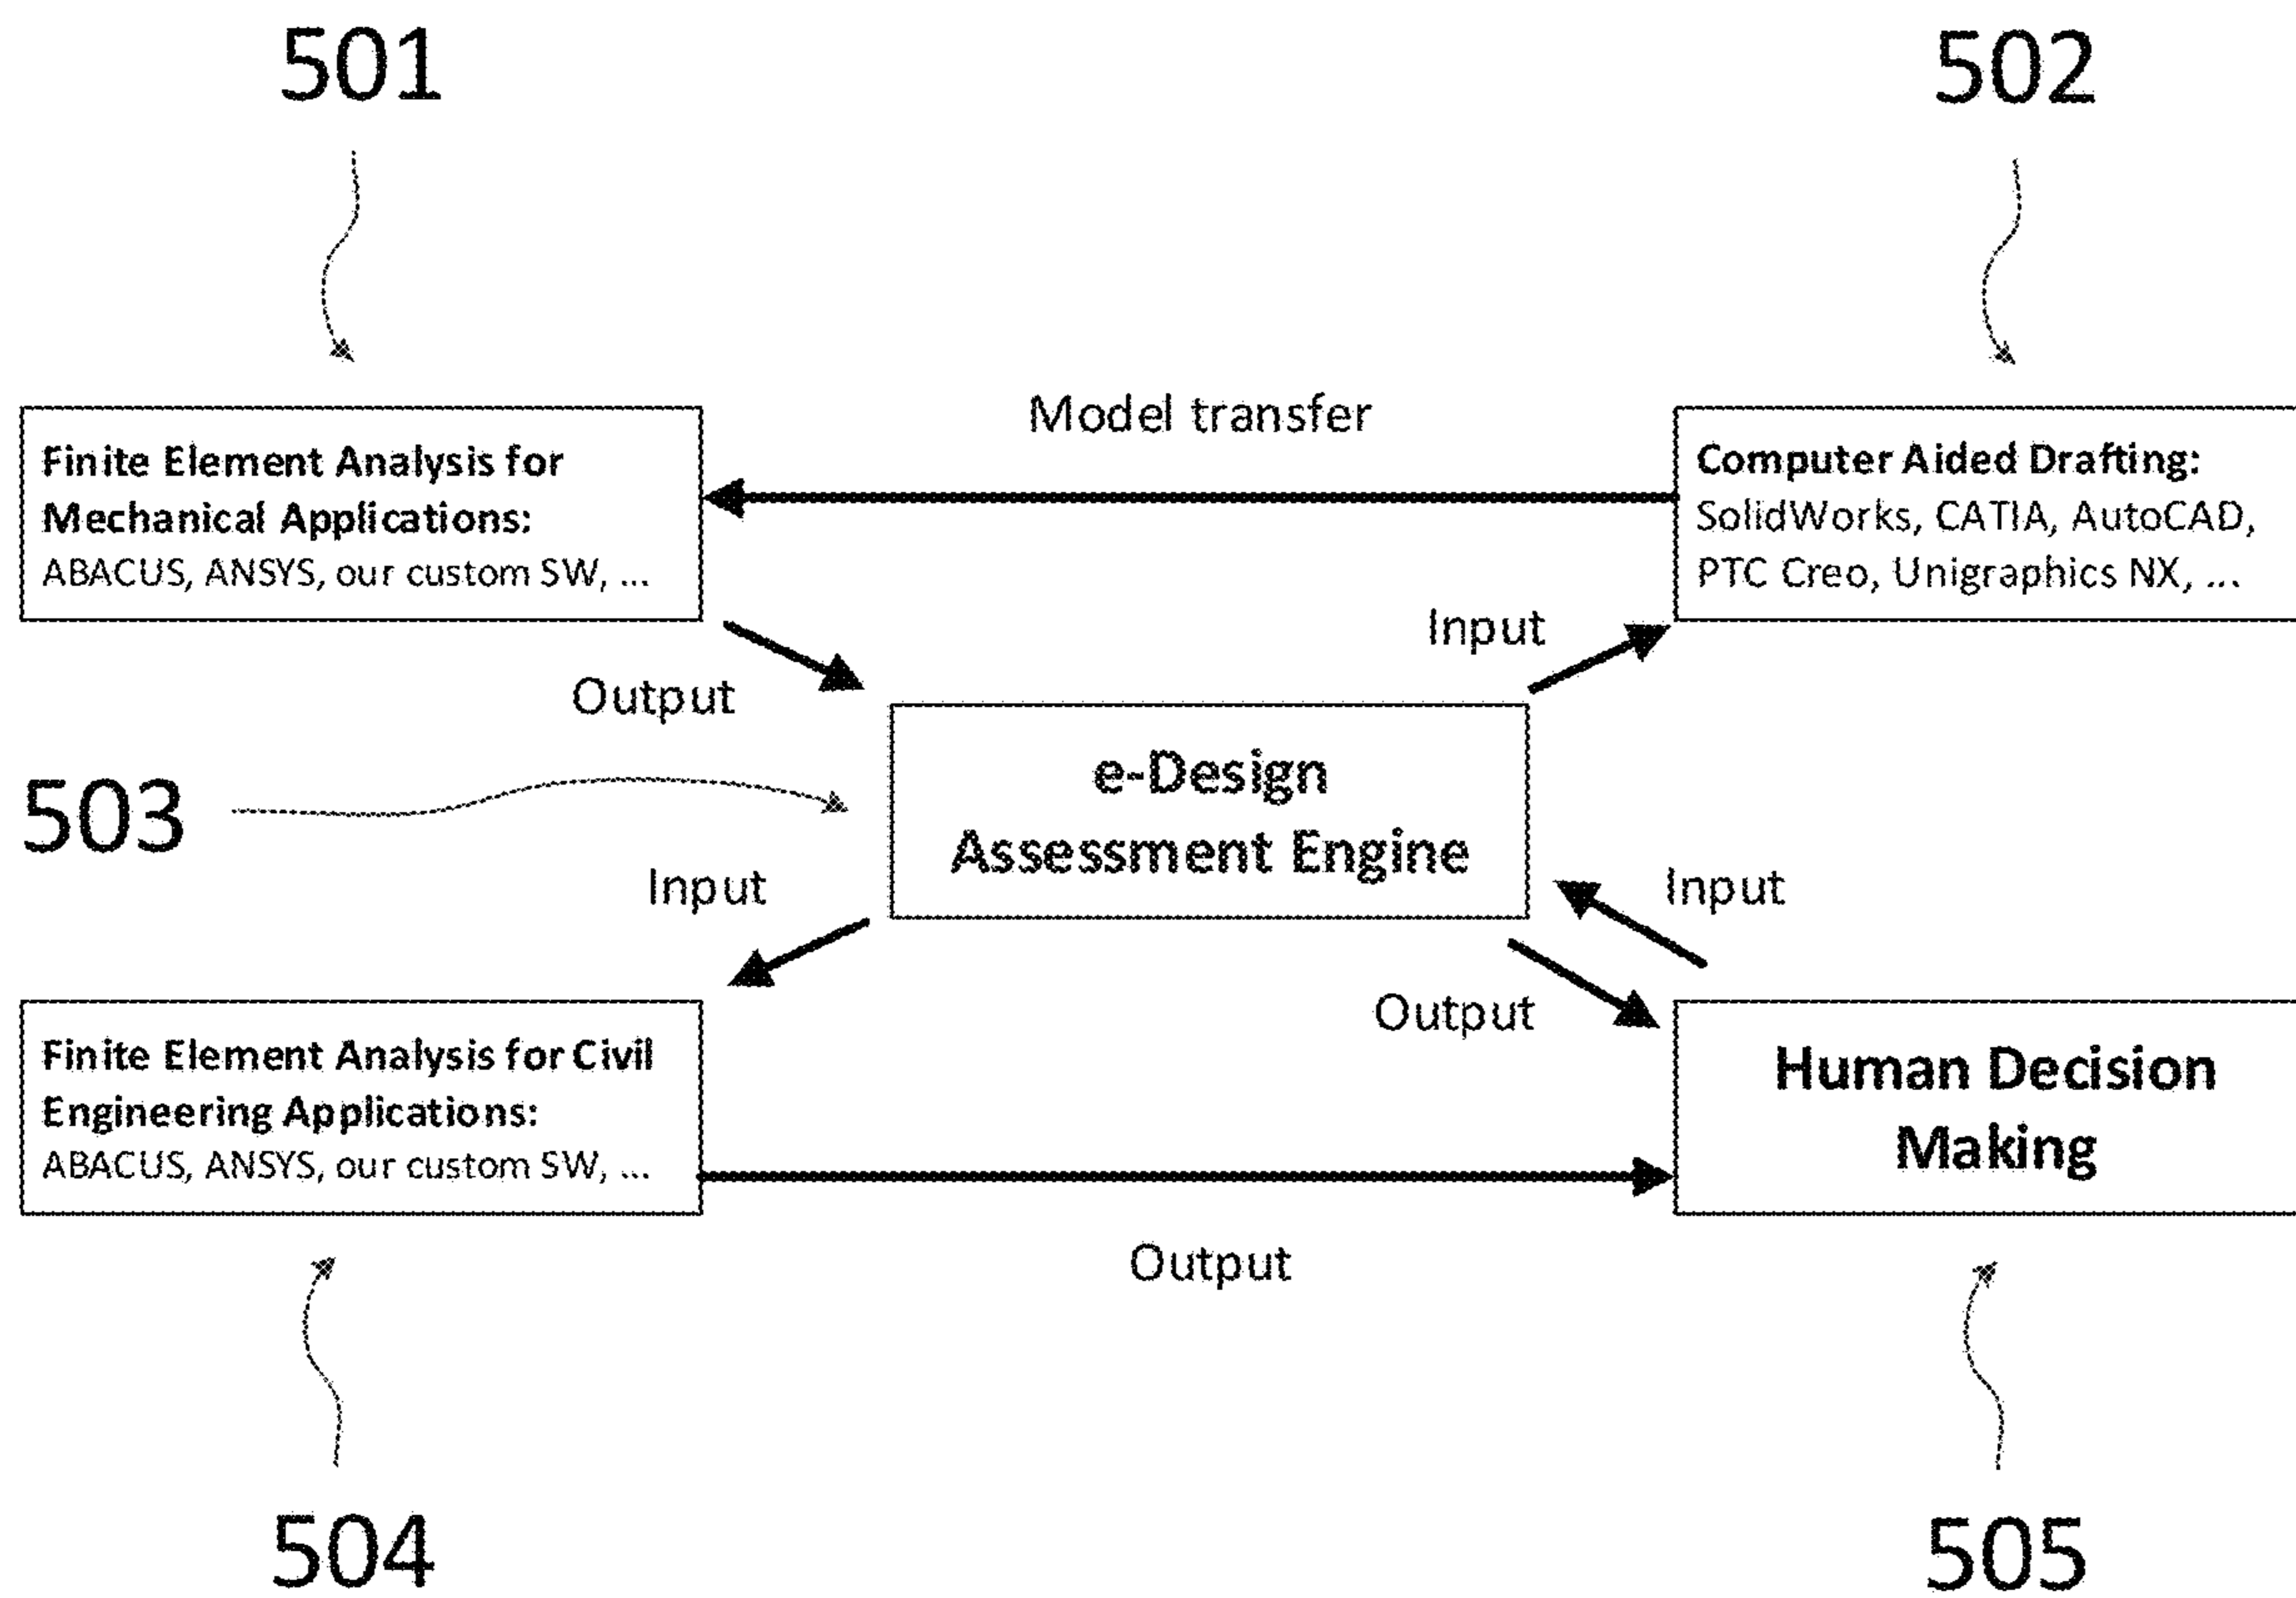 501
502
Model transfer
Finite Element Analysis for
Mechanical Applications:
ABACUS, ANSYS, our custom SW, ...
Computer Aided Drafting:
SolidWorks, CATIA, AutoCAD,
PTC Creo, Unigraphics NX, ...
Output
Input
503
e-Design
Assessment Engine
Input
Input
Output
Finite Element Analysis for Civil
Engineering Applications:
ABACUS, ANSYS, our custom SW, ...
Human Decision
Making
Output
504
505